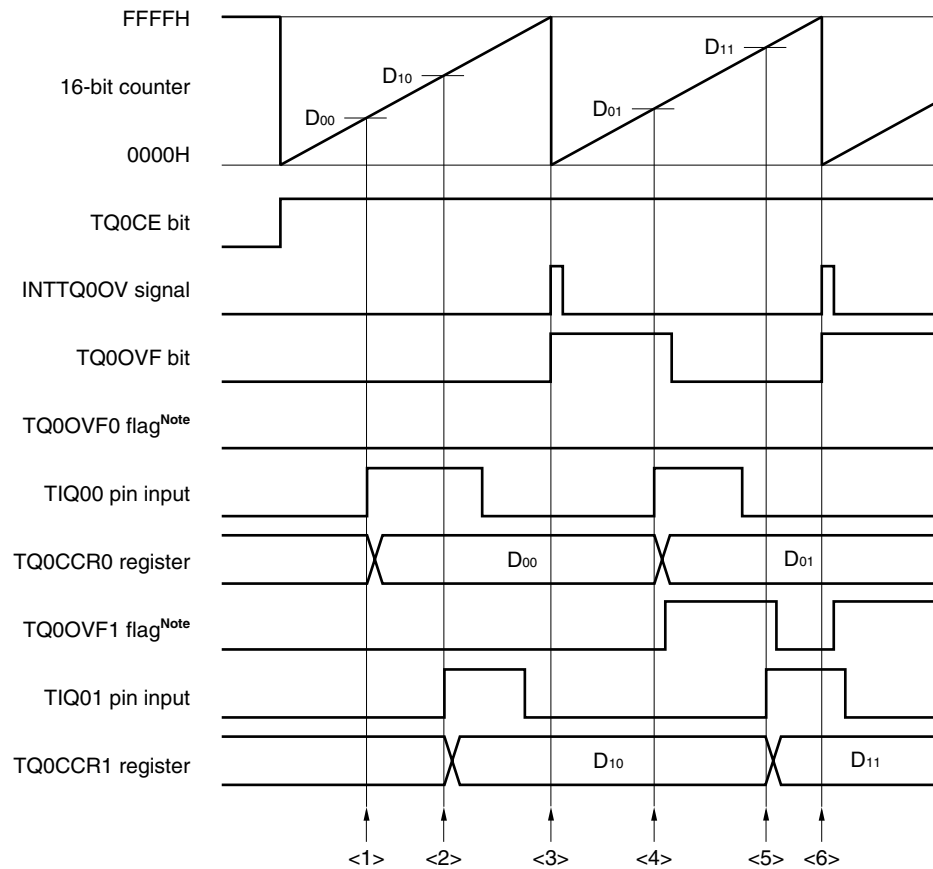 FFFFH
D11
D10
16-bit counter
D00
D01
0000H
TQ0CE bit
INTTQ0OV signal
TQ0OVF bit
TQ0OVF0 flagNote
TIQ00 pin input
TQ0CCR0 register
D00
D01
TQ0OVF1 flagNote
TIQ01 pin input
TQ0CCR1 register
D10
D11
<1> <2> <3> <4> <5> <6>